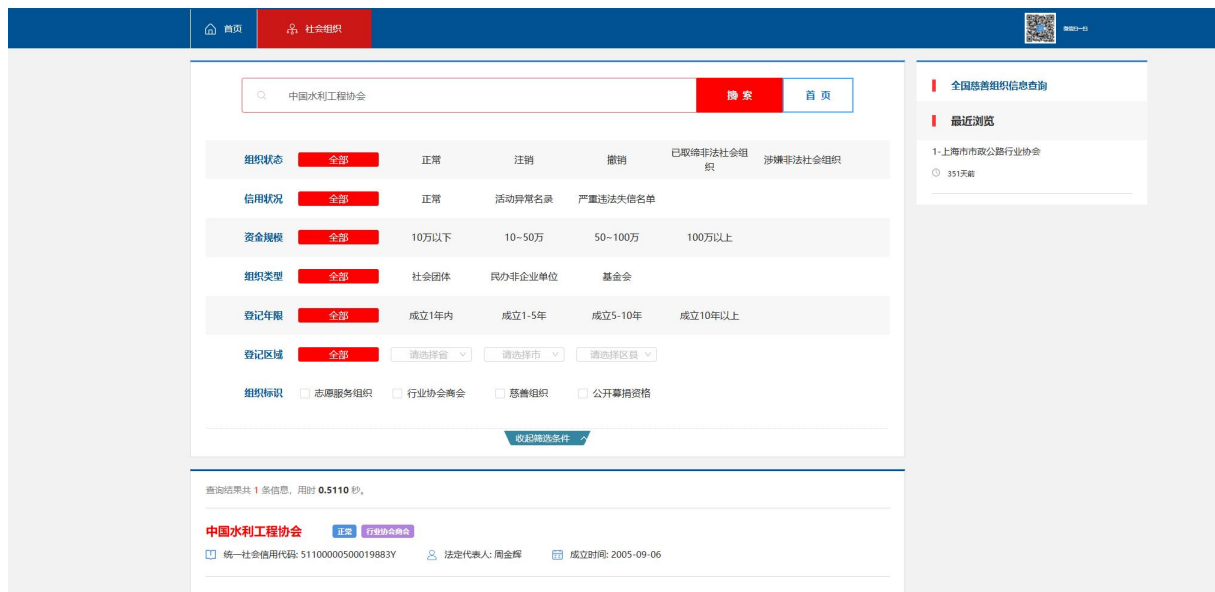 首页 社会组织 微信扫一扫
中国水利工程协会 搜 索 首 页
全国慈善组织信息查询
最近浏览
1-上海市市政公路行业协会
351天前
组织状态 全部 正常 注销 撤销 已取缔非法社会组
织 涉嫌非法社会组织
信用状况 全部 正常 活动异常名录 严重违法失信名单
资金规模 全部 10万以下 10~50万 50~100万 100万以上
组织类型 全部 社会团体 民办非企业单位 基金会
登记年限 全部 成立1年内 成立1-5年 成立5-10年 成立10年以上
登记区域 全部 请选择省 请选择市 请选择区县
组织标识 志愿服务组织 行业协会商会 慈善组织 公开募捐资格
收起筛选条件
查询结果共 1 条信息, 用时 0.5110 秒。
中国水利工程协会 正常 行业协会商会
统一社会信用代码: 51100000500019883Y 法定代表人: 周金辉 成立时间: 2005-09-06